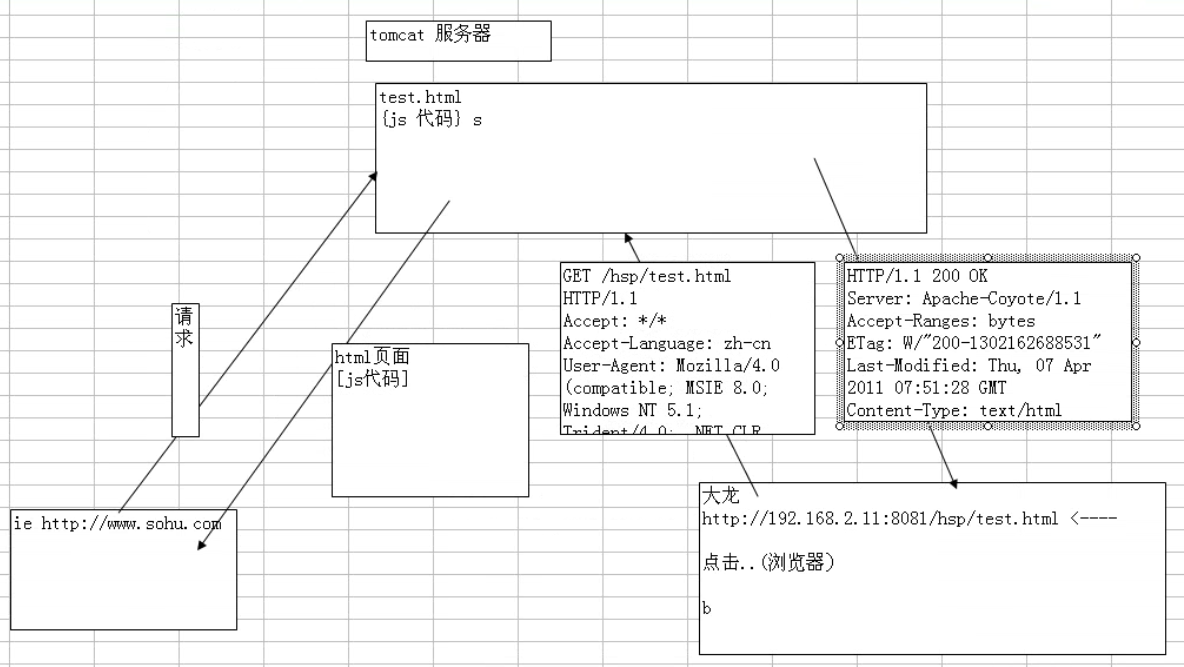 tomcat 服务器
test.html
{js 代码} s
请
求
html页面
[js代码]
GET /hsp/test.html
HTTP/1.1
Accept: */*
Accept-Language: zh-cn
User-Agent: Mozilla/4.0
(compatible; MSIE 8.0;
Windows NT 5.1;
Trident/4.0; .NET CLR
HTTP/1.1 200 OK
Server: Apache-Coyote/1.1
Accept-Ranges: bytes
ETag: W/"200-1302162688531"
Last-Modified: Thu, 07 Apr
2011 07:51:28 GMT
Content-Type: text/html
ie http://www.sohu.com
大龙
http://192.168.2.11:8081/hsp/test.html <----
点击..(浏览器)
b